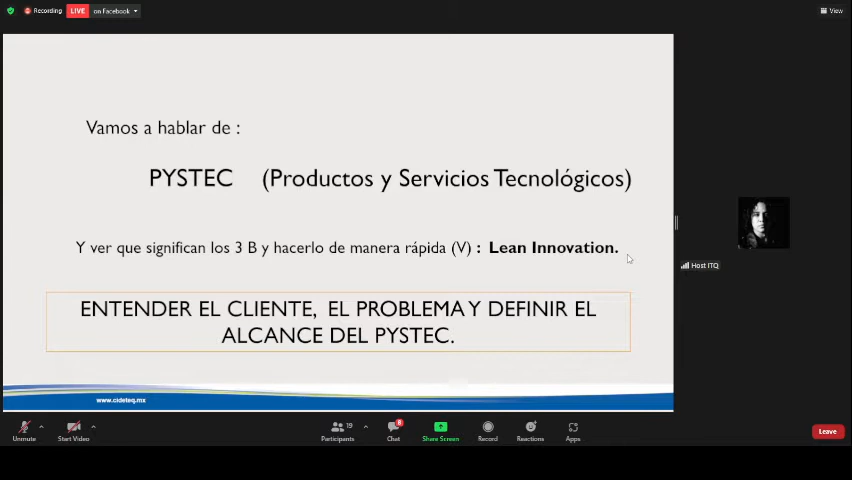 Recording LIVE on Facebook View
Vamos a hablar de :
PYSTEC (Productos y Servicios Tecnológicos)
Y ver que significan los 3 B y hacerlo de manera rápida (V) : Lean Innovation.
ENTENDER EL CLIENTE, EL PROBLEMA Y DEFINIR EL
ALCANCE DEL PYSTEC.
Host ITQ
www.cideteq.mx
19 8
Unmute Start Video Participants Chat Share Screen Record Reactions Apps Leave